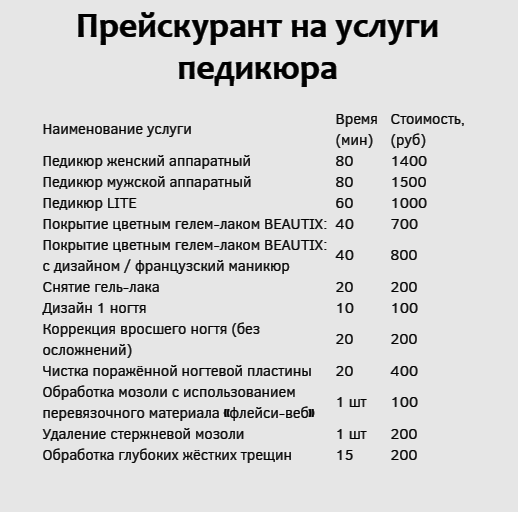 Прейскурант на услуги
педикюра
Наименование услуги Время (мин) Стоимость, (руб)
Педикюр женский аппаратный 80 1400
Педикюр мужской аппаратный 80 1500
Педикюр LITE 60 1000
Покрытие цветным гелем-лаком BEAUTIX: 40 700
Покрытие цветным гелем-лаком BEAUTIX:
с дизайном / французский маникюр 40 800
Снятие гель-лака 20 200
Дизайн 1 ногтя 10 100
Коррекция вросшего ногтя (без
осложнений) 20 200
Чистка поражённой ногтевой пластины 20 400
Обработка мозоли с использованием
перевязочного материала «флейси-веб» 1 шт 100
Удаление стержневой мозоли 1 шт 200
Обработка глубоких жёстких трещин 15 200